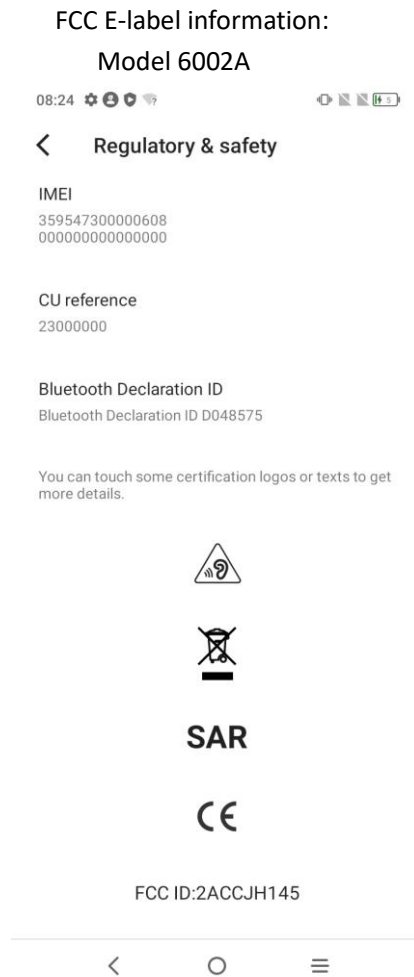 FCC E-label information:
Model 6002A
08:24
Regulatory & safety
IMEI
359547300000608
000000000000000
CU reference
23000000
Bluetooth Declaration ID
Bluetooth Declaration ID D048575
You can touch some certification logos or texts to get
more details.
SAR
CE
FCC ID:2ACCJH145